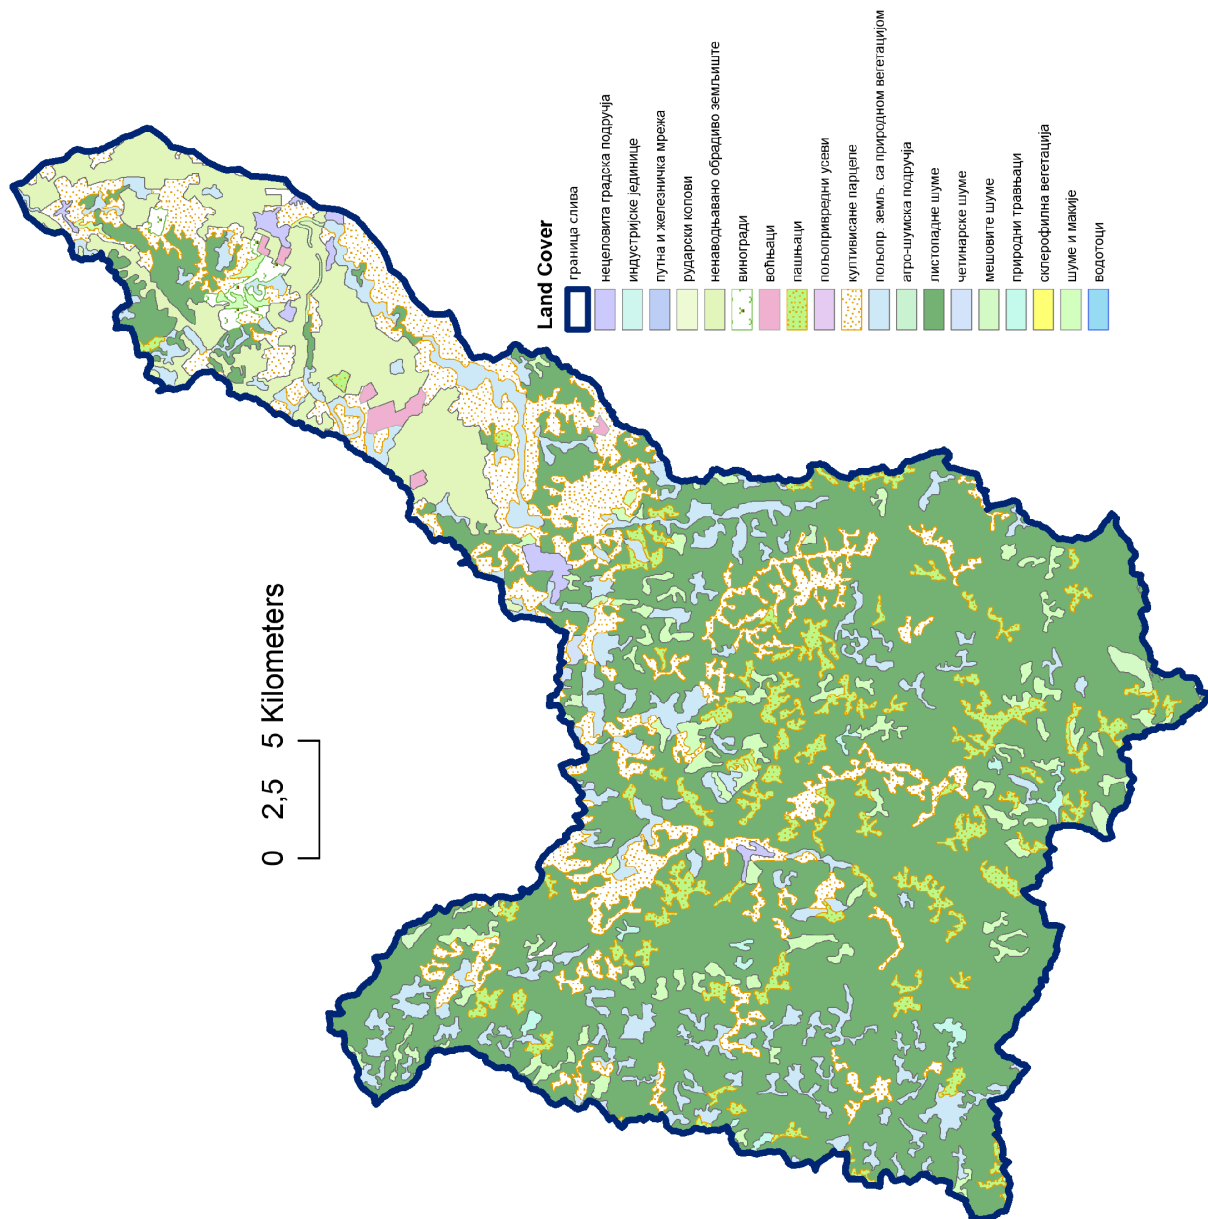 Land Cover
граница слива
нецеловита градска подручја
индустријске јединице
путна и железничка мрежа
рударски копови
ненаводњавано обрадиво земљиште
виногради
воћњаци
пашњаци
пољопривредни усеви
култивисане парцеле
пољопр. земљ. са природном вегетацијом
агро-шумска подручја
листопадне шуме
четинарске шуме
мешовите шуме
природни травњаци
склерофилна вегетација
шуме и макије
водотоци
0 2,5 5 Kilometers